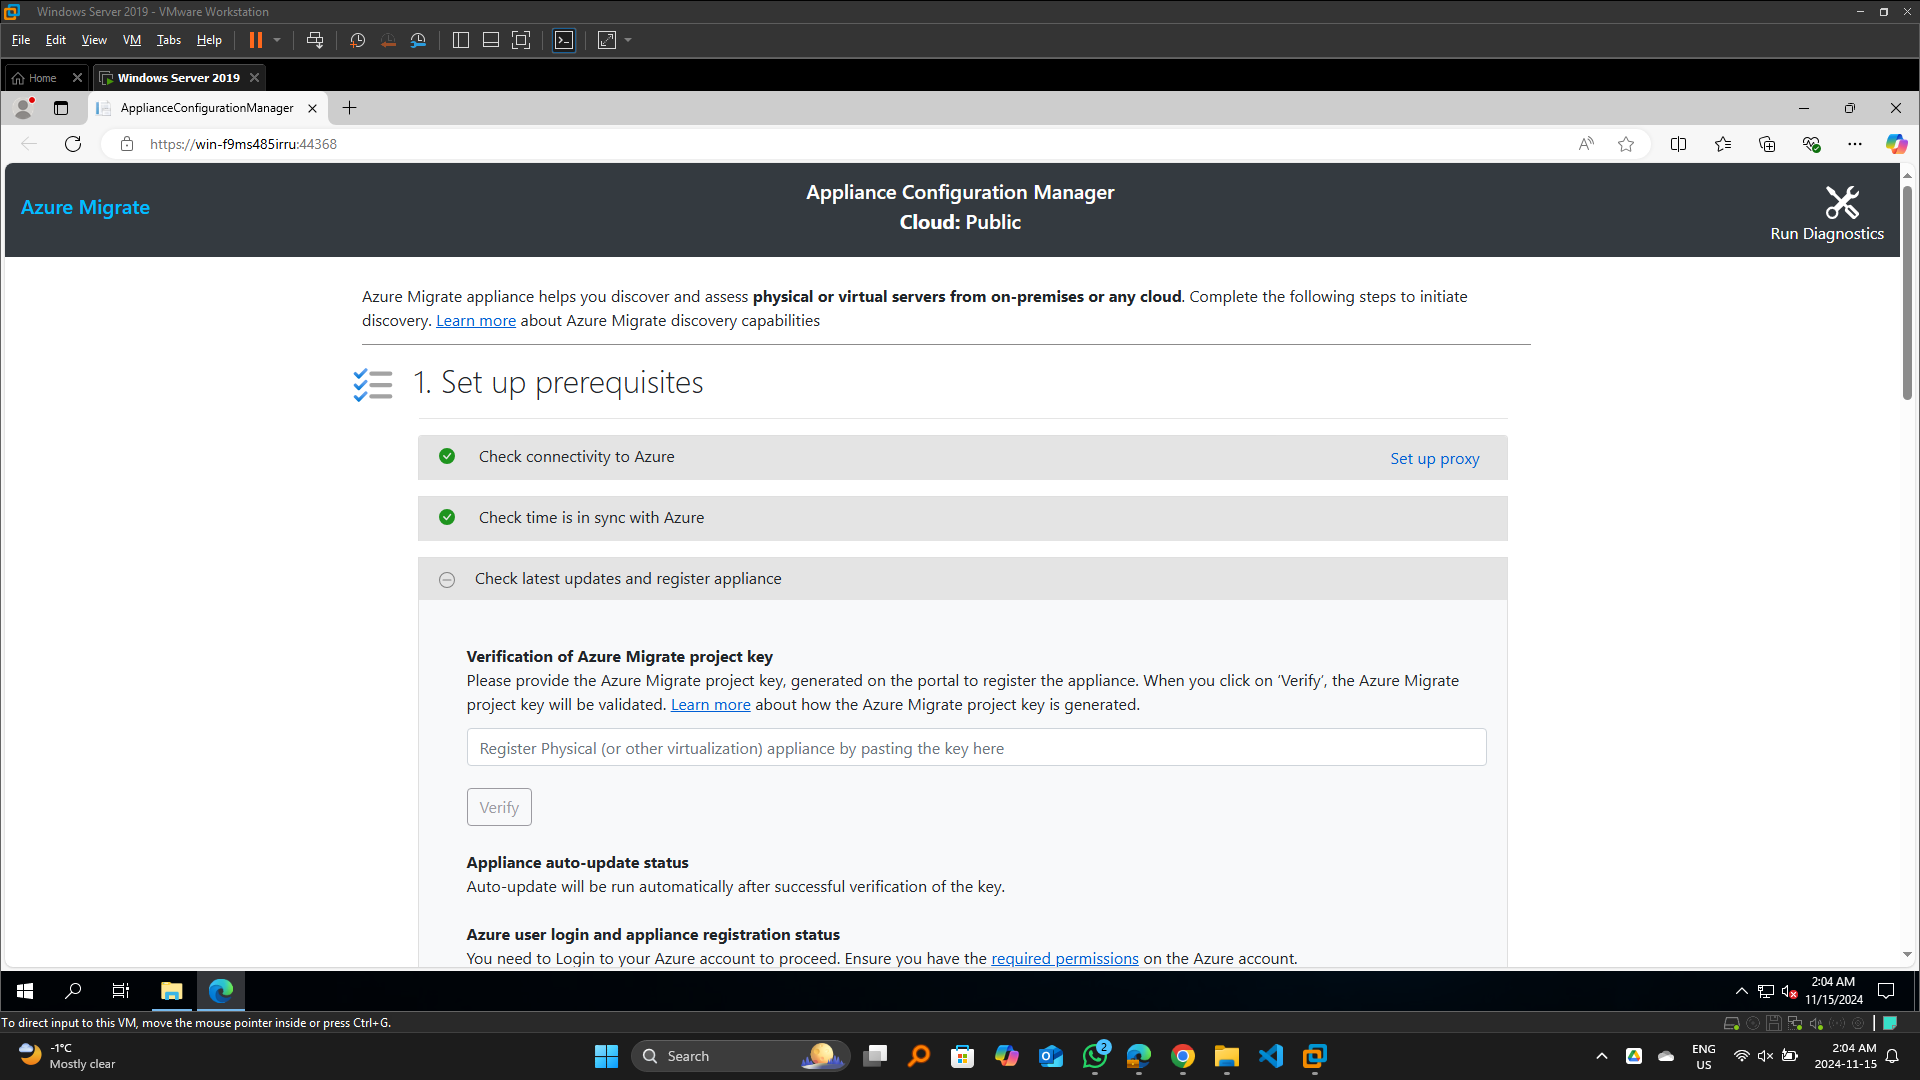 Windows Server 2019 - VMware Workstation
File Edit View VM Tabs Help
Home
Windows Server 2019
ApplianceConfigurationManager
https://win-f9ms485irru:44368
Azure Migrate
Appliance Configuration Manager
Cloud: Public
Run Diagnostics
Azure Migrate appliance helps you discover and assess physical or virtual servers from on-premises or any cloud. Complete the following steps to initiate
discovery. Learn more about Azure Migrate discovery capabilities
1. Set up prerequisites
Check connectivity to Azure
Set up proxy
Check time is in sync with Azure
Check latest updates and register appliance
Verification of Azure Migrate project key
Please provide the Azure Migrate project key, generated on the portal to register the appliance. When you click on ‘Verify’, the Azure Migrate
project key will be validated. Learn more about how the Azure Migrate project key is generated.
Register Physical (or other virtualization) appliance by pasting the key here
Verify
Appliance auto-update status
Auto-update will be run automatically after successful verification of the key.
Azure user login and appliance registration status
You need to Login to your Azure account to proceed. Ensure you have the required permissions on the Azure account.
2:04 AM
11/15/2024
To direct input to this VM, move the mouse pointer inside or press Ctrl+G.
-1°C
Mostly clear
Search
2
ENG
US
2:04 AM
2024-11-15